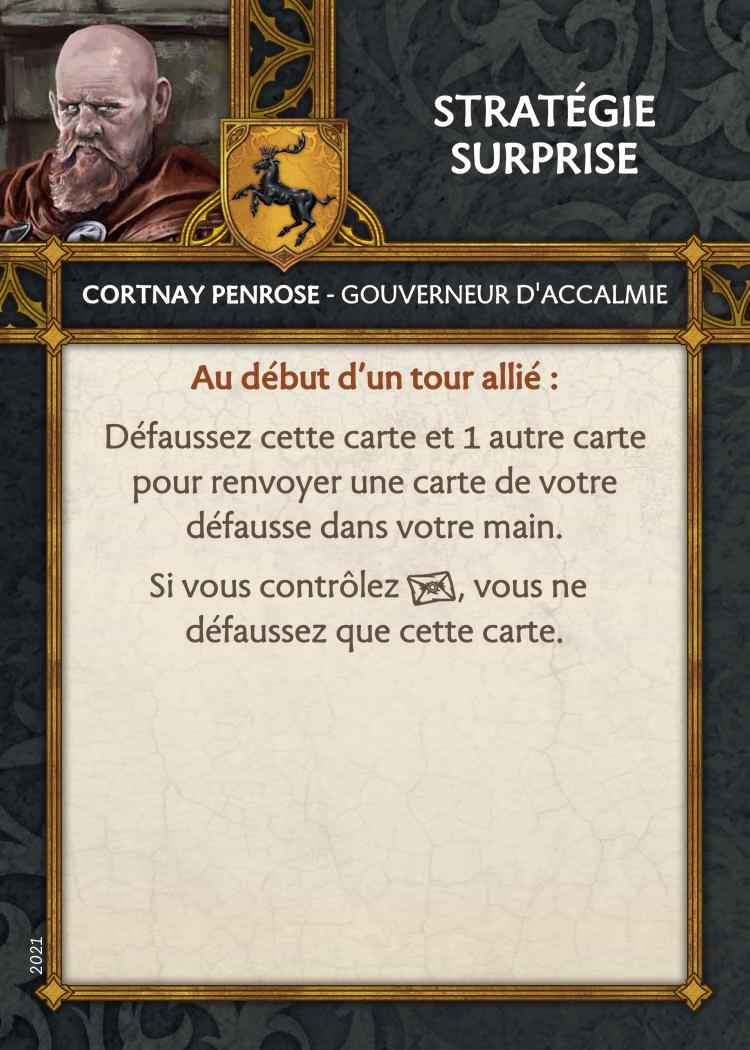 STRATÉGIE
SURPRISE
CORTNAY PENROSE - GOUVERNEUR D'ACCALMIE
Au début d’un tour allié :
Défaussez cette carte et 1 autre carte
pour renvoyer une carte de votre
défausse dans votre main.
Si vous contrôlez , vous ne
défaussez que cette carte.
2021